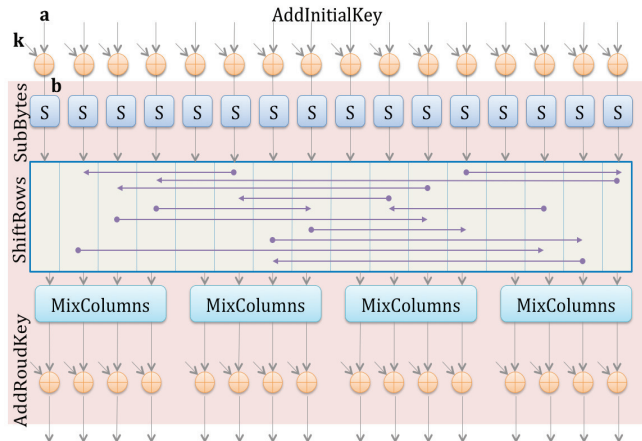 a AddInitialKey
k
b
SubBytes
S S S S S S S S S S S S S S S S
ShiftRows
MixColumns MixColumns MixColumns MixColumns
AddRoudKey